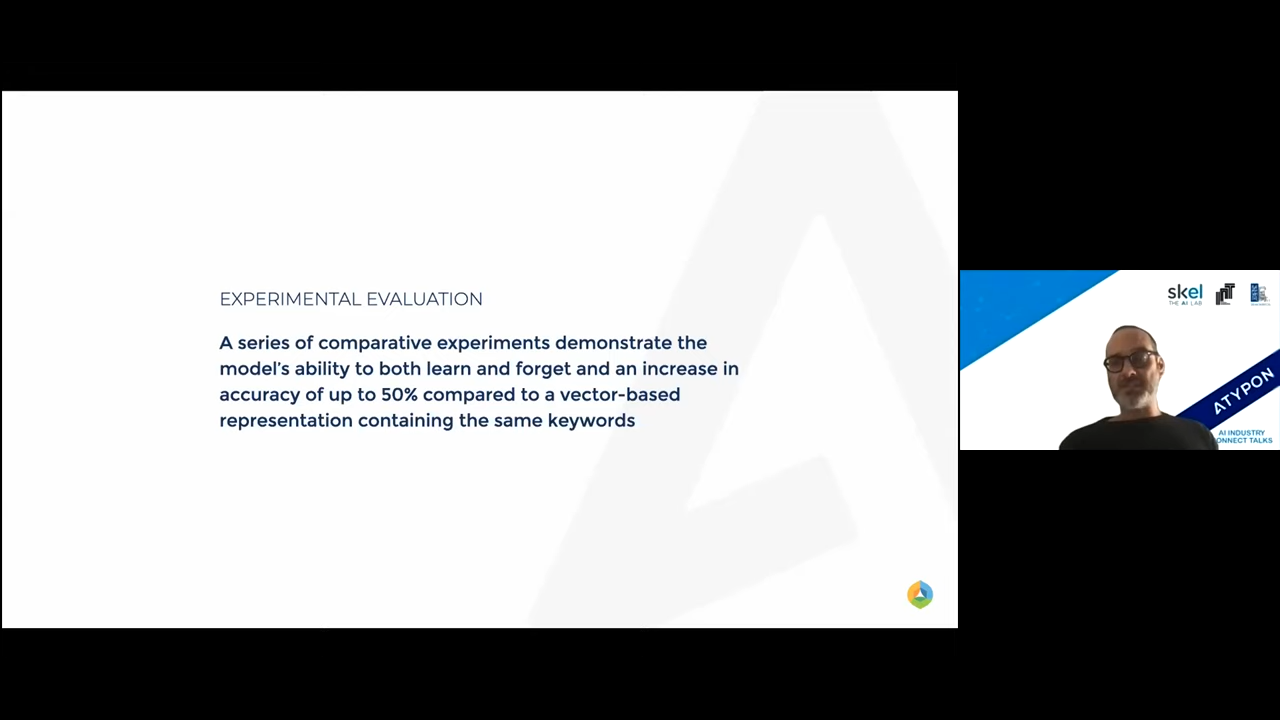 EXPERIMENTAL EVALUATION
A series of comparative experiments demonstrate the
model's ability to both learn and forget and an increase in
accuracy of up to 50% compared to a vector-based
representation containing the same keywords
skel
THE AI LAB
ATYPON
AI INDUSTRY
ONNECT TALKS